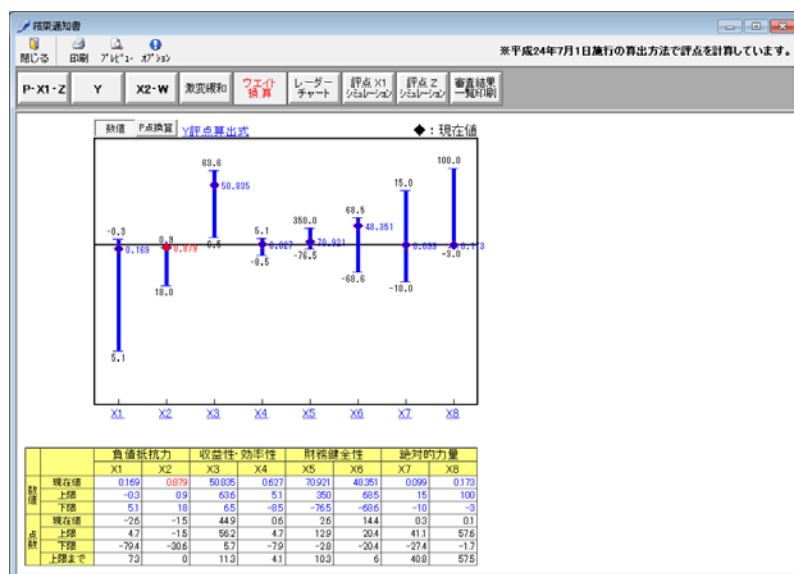 結果通知書
閉じる 印刷 プレビュー オプション
※平成24年7月1日施行の算出方法で評点を計算しています。
P-X1-Z Y X2-W 激変緩和 ウエイト換算 レーダーチャート 評点X1シミュレーション 評点Zシミュレーション 審査結果一覧印刷
数値 P点換算 Y評点算出式 ◆:現在値
63.6 100.0
50.835 15.0
-0.3 0.9 5.1 350.0 68.5
0.169 0.879 6.5 0.627 70.921 48.351 0.099 0.173
-8.5 -76.5 -3.0
18.0 -68.6 -10.0
5.1
X1 X2 X3 X4 X5 X6 X7 X8
負債抵抗力 収益性・効率性 財務健全性 絶対的力量
X1 X2 X3 X4 X5 X6 X7 X8
数値
現在値 0.169 0.879 50.835 0.627 70.921 48.351 0.099 0.173
上限 -0.3 0.9 63.6 5.1 350 68.5 15 100
下限 5.1 18 6.5 -8.5 -76.5 -68.6 -10 -3
点数
現在値 -2.6 -1.5 44.9 0.6 2.6 14.4 0.3 0.1
上限 4.7 -1.5 56.2 4.7 12.9 20.4 41.1 57.6
下限 -79.4 -30.6 5.7 -7.9 -2.8 -20.4 -27.4 -1.7
上限まで 7.3 0 11.3 4.1 10.3 6 40.8 57.5